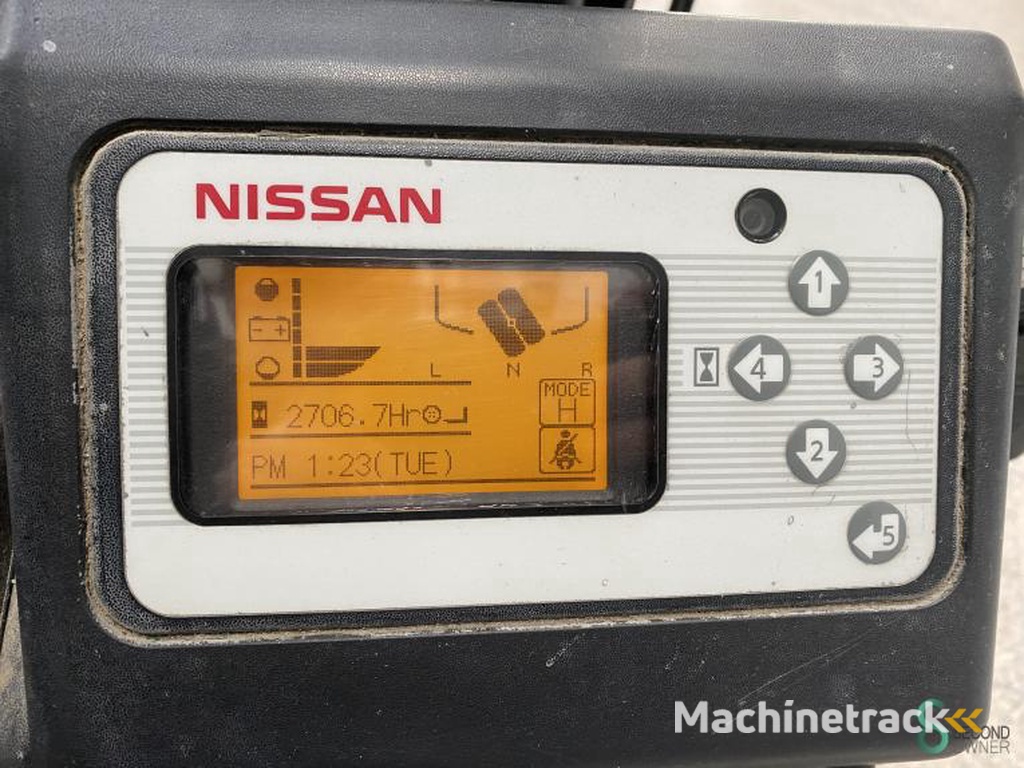 NISSAN
1
L N R
4 3
MODE
H
2706.7Hr
2
PM 1:23(TUE)
5
Machinetrack
SECOND
OWNER